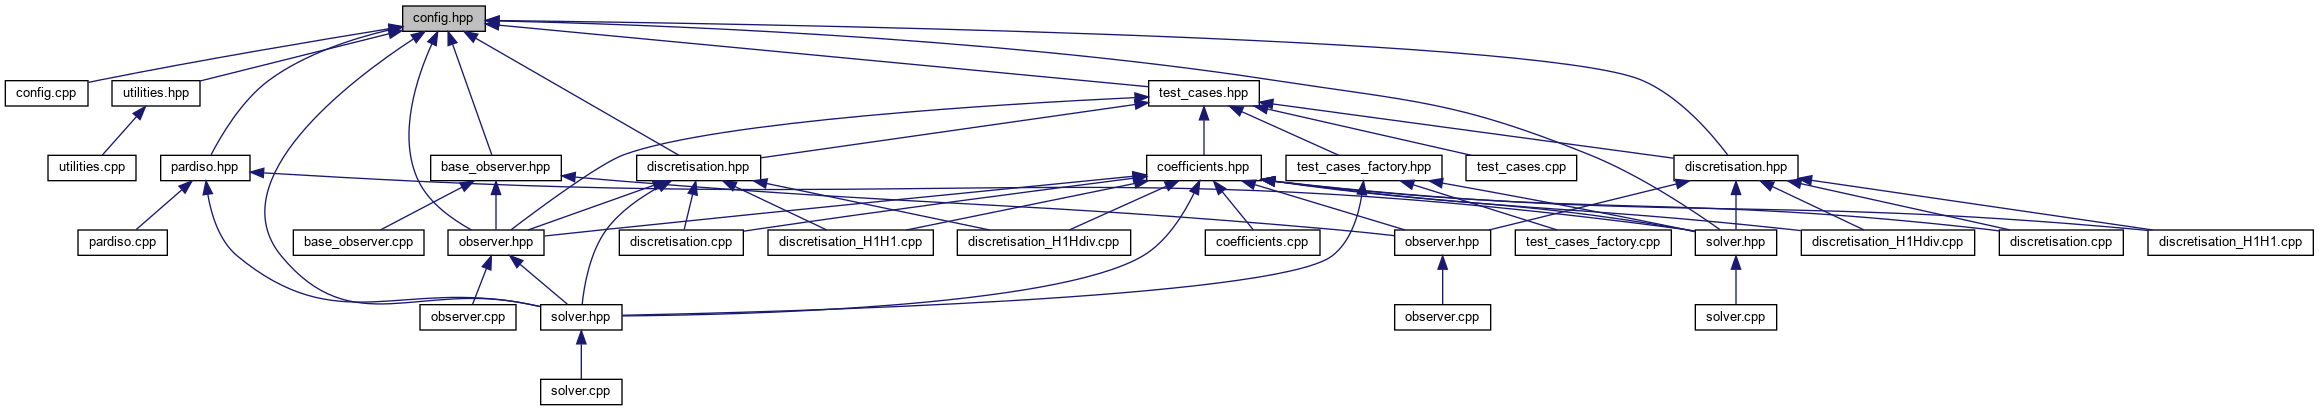 config.hpp
config.cpp
utilities.hpp
test_cases.hpp
utilities.cpp
pardiso.hpp
base_observer.hpp
discretisation.hpp
coefficients.hpp
test_cases_factory.hpp
test_cases.cpp
discretisation.hpp
pardiso.cpp
base_observer.cpp
observer.hpp
discretisation.cpp
discretisation_H1H1.cpp
discretisation_H1Hdiv.cpp
coefficients.cpp
observer.hpp
test_cases_factory.cpp
solver.hpp
discretisation_H1Hdiv.cpp
discretisation.cpp
discretisation_H1H1.cpp
observer.cpp
solver.hpp
observer.cpp
solver.cpp
solver.cpp